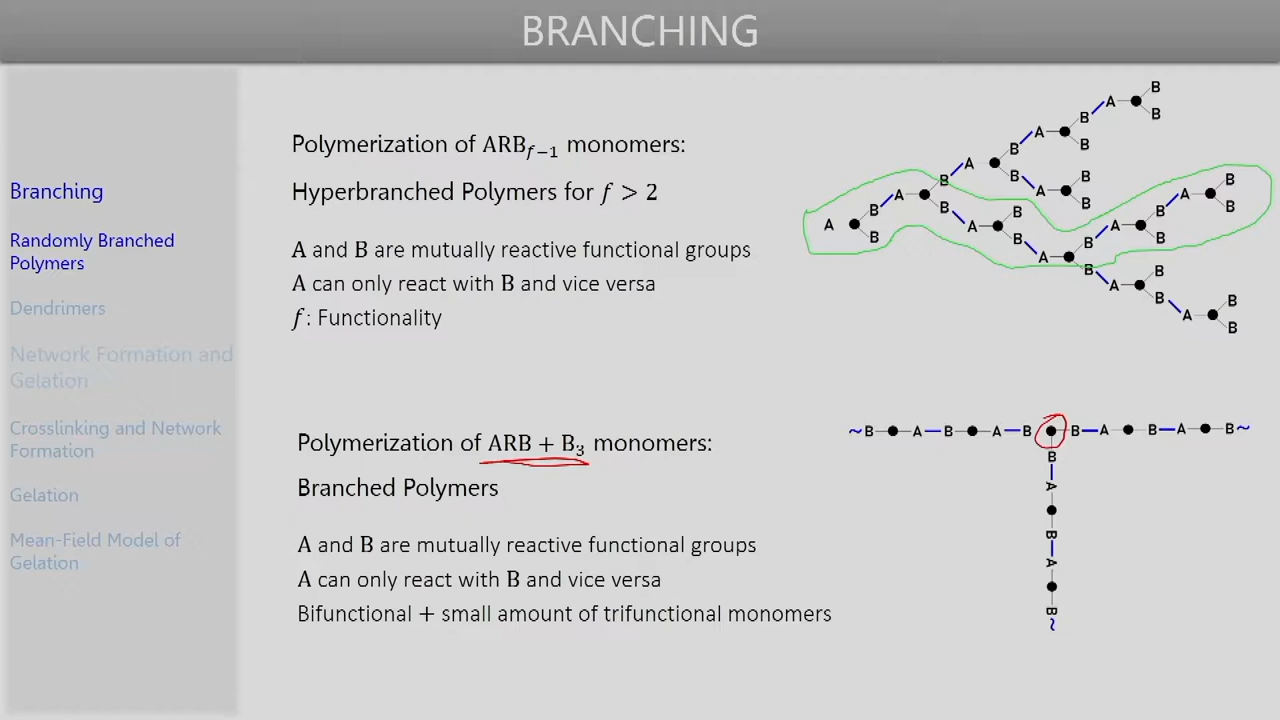 BRANCHING
Branching
Randomly Branched
Polymers
Dendrimers
Network Formation and
Gelation
Crosslinking and Network
Formation
Gelation
Mean-Field Model of
Gelation
Polymerization of ARB𝑓−1 monomers:
Hyperbranched Polymers for 𝑓 > 2
A and B are mutually reactive functional groups
A can only react with B and vice versa
𝑓: Functionality
A B B A B B A B B A B B A B B A B B A B B A B B A B B A B B A B B A B B
Polymerization of ARB + B₃ monomers:
Branched Polymers
A and B are mutually reactive functional groups
A can only react with B and vice versa
Bifunctional + small amount of trifunctional monomers
~B A B A B B A B A B~
B
A
B
A
B
~